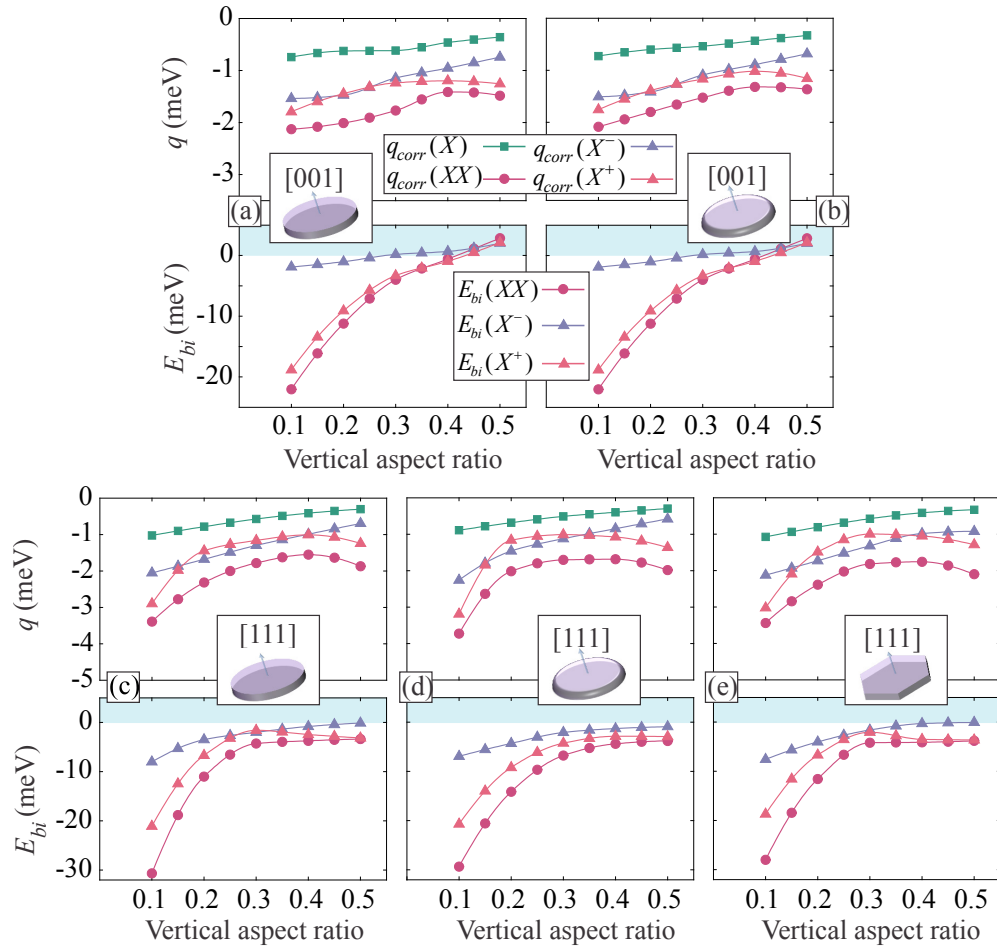 0
-1
-2
-3
q (meV)
q_corr(X) q_corr(X⁻)
q_corr(XX) q_corr(X⁺)
[001]
[001]
(a)
(b)
0
-10
-20
E_bi (meV)
E_bi(XX)
E_bi(X⁻)
E_bi(X⁺)
0.1 0.2 0.3 0.4 0.5
0.1 0.2 0.3 0.4 0.5
Vertical aspect ratio
Vertical aspect ratio
0
-1
-2
-3
-4
-5
q (meV)
[111]
[111]
[111]
(c)
(d)
(e)
0
-10
-20
-30
E_bi (meV)
0.1 0.2 0.3 0.4 0.5
0.1 0.2 0.3 0.4 0.5
0.1 0.2 0.3 0.4 0.5
Vertical aspect ratio
Vertical aspect ratio
Vertical aspect ratio